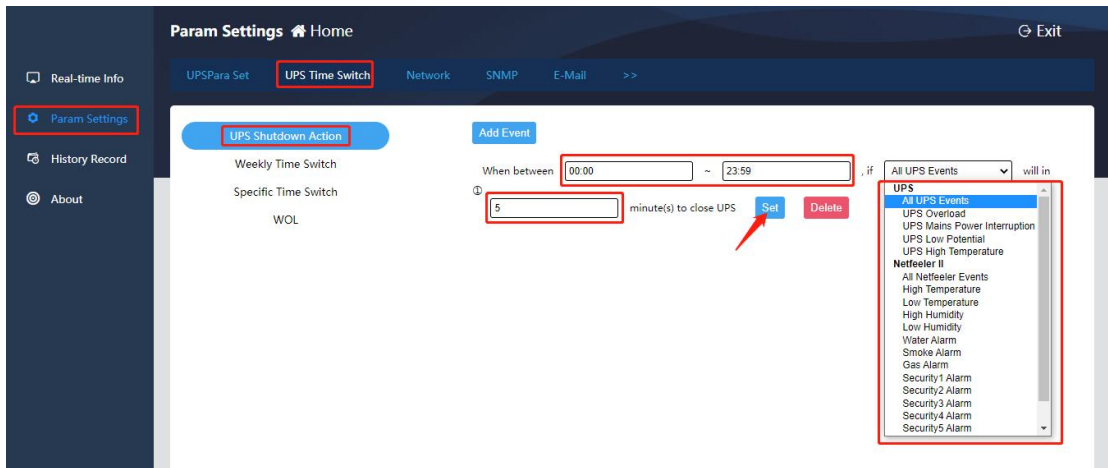 Param Settings Home
Exit
Real-time Info
Param Settings
History Record
About
UPSPara Set UPS Time Switch Network SNMP E-Mail >>
UPS Shutdown Action
Weekly Time Switch
Specific Time Switch
WOL
Add Event
When between 00:00 ~ 23:59 , if All UPS Events will in
①
5 minute(s) to close UPS Set Delete
UPS
All UPS Events
UPS Overload
UPS Mains Power Interruption
UPS Low Potential
UPS High Temperature
Netfeeler II
All Netfeeler Events
High Temperature
Low Temperature
High Humidity
Low Humidity
Water Alarm
Smoke Alarm
Gas Alarm
Security1 Alarm
Security2 Alarm
Security3 Alarm
Security4 Alarm
Security5 Alarm